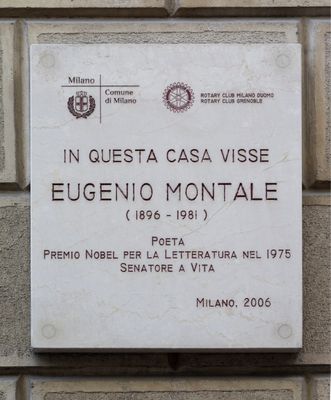 Milano
Comune
di Milano
ROTARY CLUB MILANO DUOMO
ROTARY CLUB GRENOBLE
IN QUESTA CASA VISSE
EUGENIO MONTALE
( 1896 - 1981 )
POETA
PREMIO NOBEL PER LA LETTERATURA NEL 1975
SENATORE A VITA
MILANO, 2006